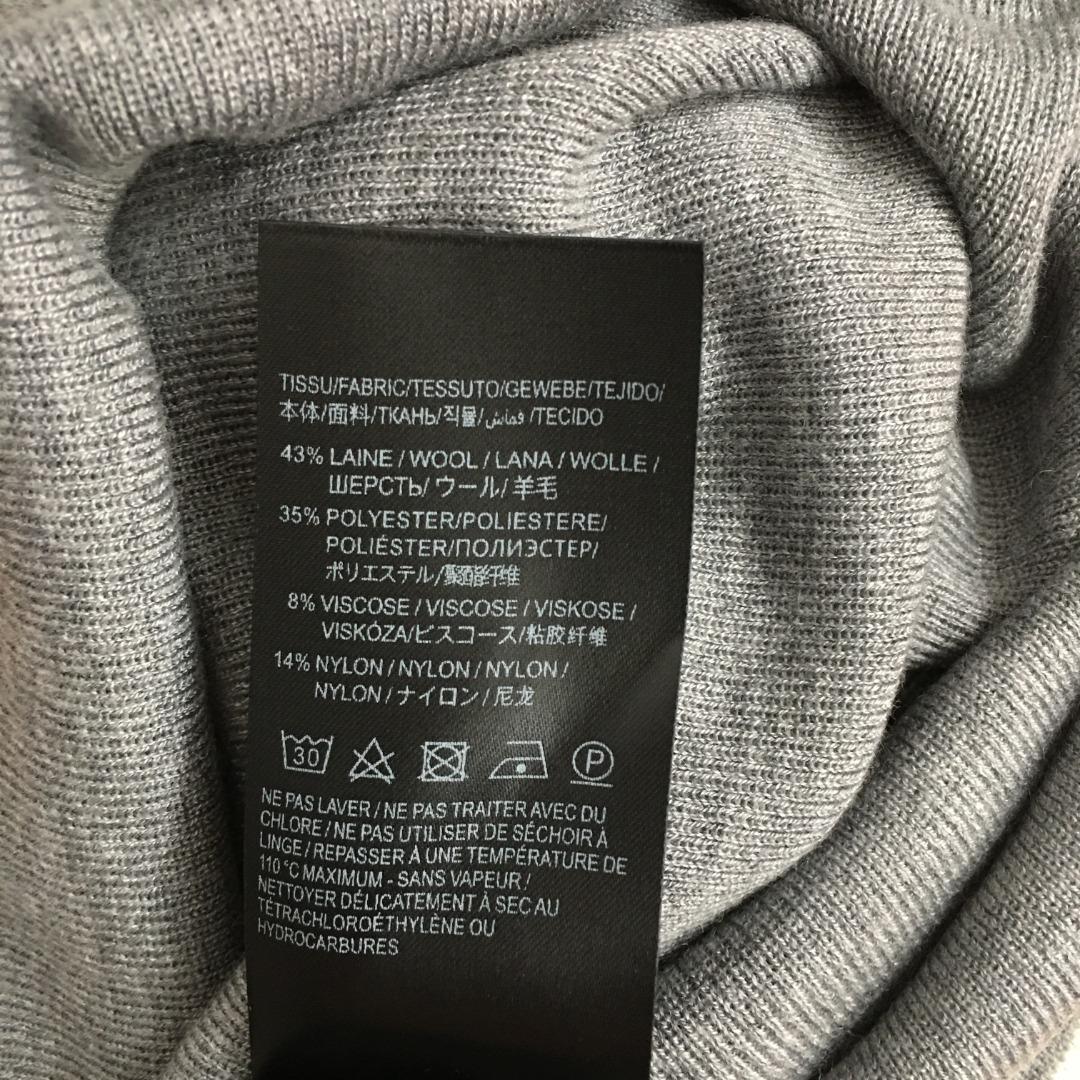 TISSU/FABRIC/TESSUTO/GEWEBE/TEJIDO/
本体/面料/ТКАНЬ/직물/قماش/TECIDO
43% LAINE / WOOL / LANA / WOLLE /
ШЕРСТЬ/ ウール/ 羊毛
35% POLYESTER/POLIESTERE/
POLIÉSTER/ПОЛИЭСТЕР/
ポリエステル/聚酯纤维
8% VISCOSE / VISCOSE / VISKOSE /
VISKÓZA/ビスコース/粘胶纤维
14% NYLON / NYLON / NYLON /
NYLON / ナイロン / 尼龙
30 P
NE PAS LAVER / NE PAS TRAITER AVEC DU
CHLORE / NE PAS UTILISER DE SÉCHOIR À
LINGE / REPASSER À UNE TEMPÉRATURE DE
110 °C MAXIMUM - SANS VAPEUR /
NETTOYER DÉLICATEMENT À SEC AU
TÉTRACHLOROÉTHYLÈNE OU
HYDROCARBURES